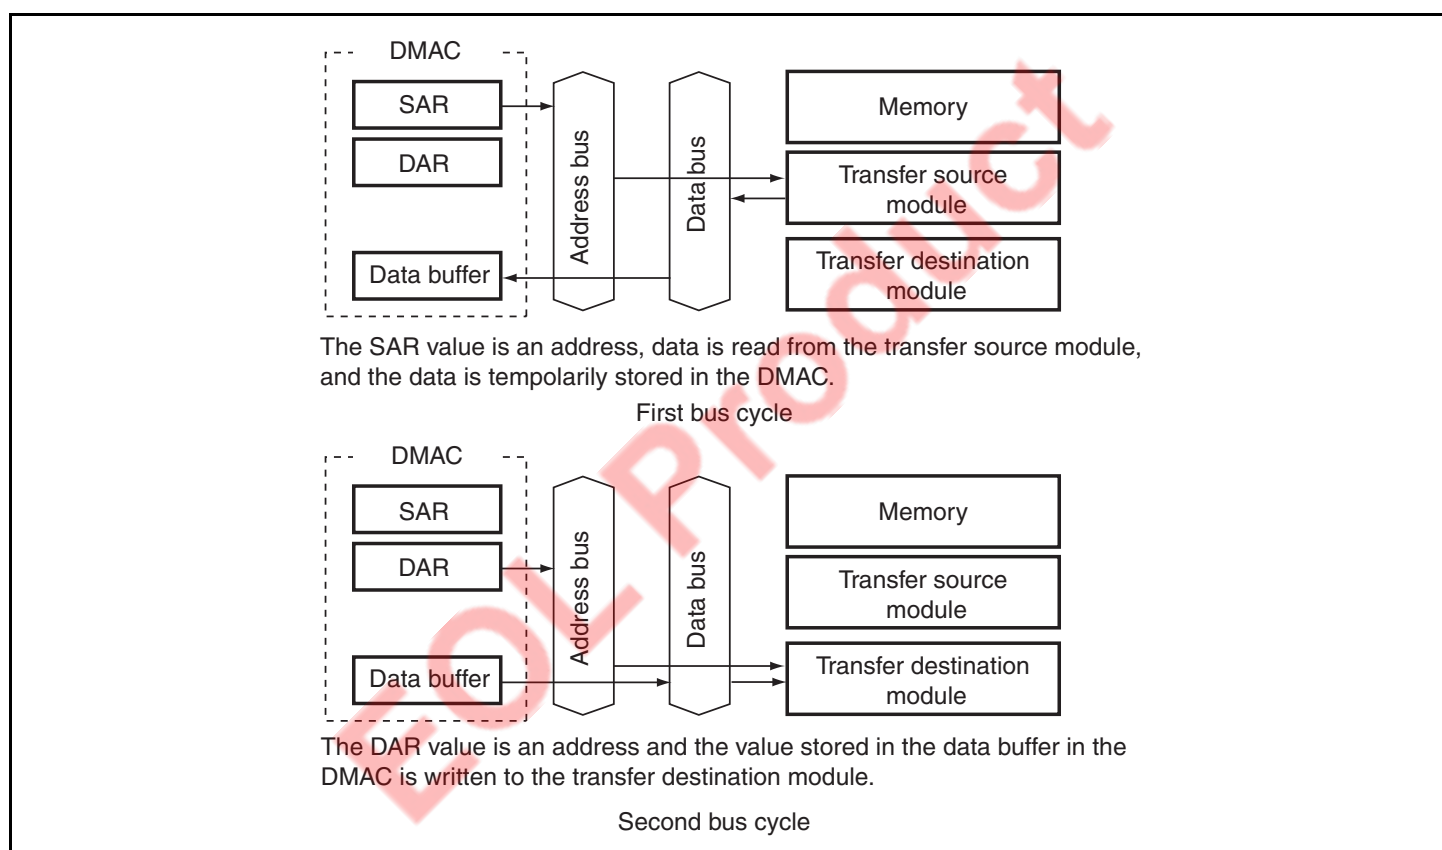 DMAC
SAR
DAR
Data buffer
Address bus
Data bus
Memory
Transfer source
module
Transfer destination
module
The SAR value is an address, data is read from the transfer source module,
and the data is tempolarily stored in the DMAC.
First bus cycle
DMAC
SAR
DAR
Data buffer
Address bus
Data bus
Memory
Transfer source
module
Transfer destination
module
The DAR value is an address and the value stored in the data buffer in the
DMAC is written to the transfer destination module.
Second bus cycle
EOL Product